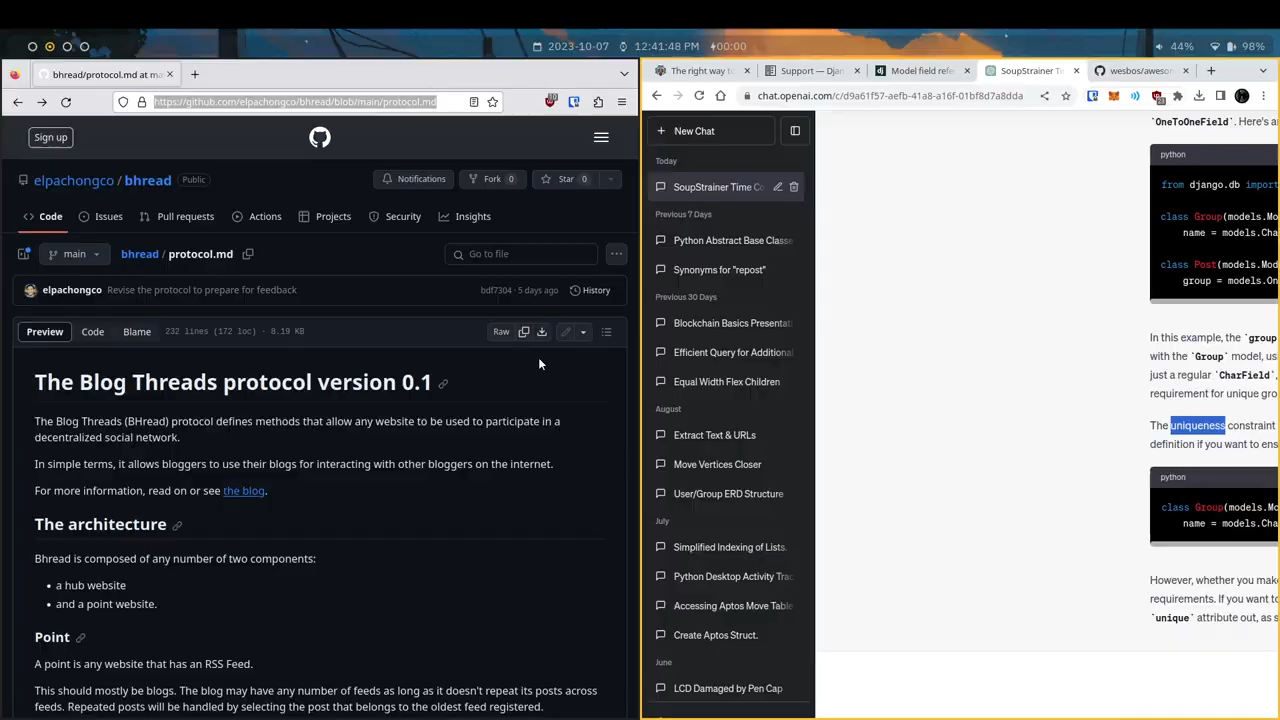 2023-10-07 12:41:48 PM 00:00 44% 98%
bhread/protocol.md at ma
https://github.com/elpachongco/bhread/blob/main/protocol.md
Sign up
elpachongco / bhread Public
Notifications Fork 0 Star 0
Code Issues Pull requests Actions Projects Security Insights
main bhread / protocol.md Go to file
elpachongco Revise the protocol to prepare for feedback bdf7304 · 5 days ago History
Preview Code Blame 232 lines (172 loc) · 8.19 KB Raw
The Blog Threads protocol version 0.1
The Blog Threads (BHread) protocol defines methods that allow any website to be used to participate in a
decentralized social network.
In simple terms, it allows bloggers to use their blogs for interacting with other bloggers on the internet.
For more information, read on or see the blog.
The architecture
Bhread is composed of any number of two components:
• a hub website
• and a point website.
Point
A point is any website that has an RSS Feed.
This should mostly be blogs. The blog may have any number of feeds as long as it doesn't repeat its posts across
feeds. Repeated posts will be handled by selecting the post that belongs to the oldest feed registered.
The right way t Support — Djan Model field refe SoupStrainer Ti wesbos/aweson
chat.openai.com/c/d9a61f57-aefb-41a8-a16f-01bf8d7a8dda
New Chat
Today
SoupStrainer Time Co
Previous 7 Days
Python Abstract Base Classe
Synonyms for "repost"
Previous 30 Days
Blockchain Basics Presentat
Efficient Query for Additional
Equal Width Flex Children
August
Extract Text & URLs
Move Vertices Closer
User/Group ERD Structure
July
Simplified Indexing of Lists.
Python Desktop Activity Trac
Accessing Aptos Move Table
Create Aptos Struct.
June
LCD Damaged by Pen Cap
`OneToOneField`. Here's an
python
from django.db import
class Group(models.Mod
name = models.Cha
class Post(models.Mod
group = models.On
In this example, the `group
with the `Group` model, us
just a regular `CharField`,
requirement for unique gro
The uniqueness constraint
definition if you want to ens
python
class Group(models.Mo
name = models.Cha
However, whether you make
requirements. If you want to
`unique` attribute out, as s